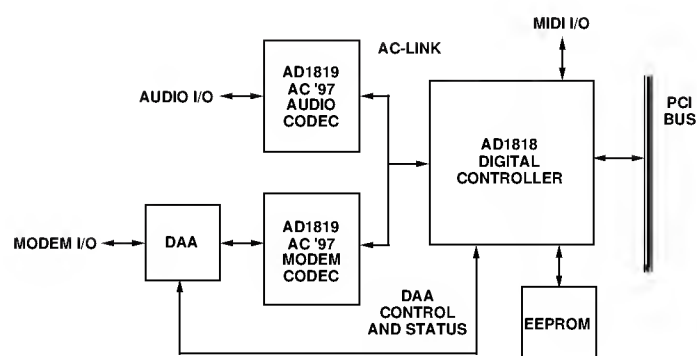 MIDI I/O
AC-LINK
AUDIO I/O
AD1819
AC '97
AUDIO
CODEC
AD1818
DIGITAL
CONTROLLER
PCI
BUS
MODEM I/O
DAA
AD1819
AC '97
MODEM
CODEC
DAA
CONTROL
AND STATUS
EEPROM